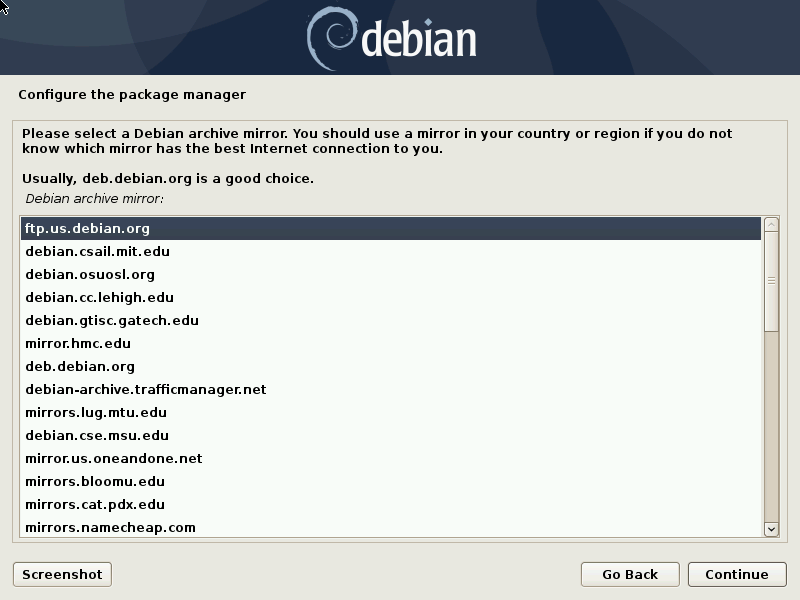 debian
Configure the package manager
Please select a Debian archive mirror. You should use a mirror in your country or region if you do not
know which mirror has the best Internet connection to you.
Usually, deb.debian.org is a good choice.
Debian archive mirror:
ftp.us.debian.org
debian.csail.mit.edu
debian.osuosl.org
debian.cc.lehigh.edu
debian.gtisc.gatech.edu
mirror.hmc.edu
deb.debian.org
debian-archive.trafficmanager.net
mirrors.lug.mtu.edu
debian.cse.msu.edu
mirror.us.oneandone.net
mirrors.bloomu.edu
mirrors.cat.pdx.edu
mirrors.namecheap.com
Screenshot
Go Back
Continue